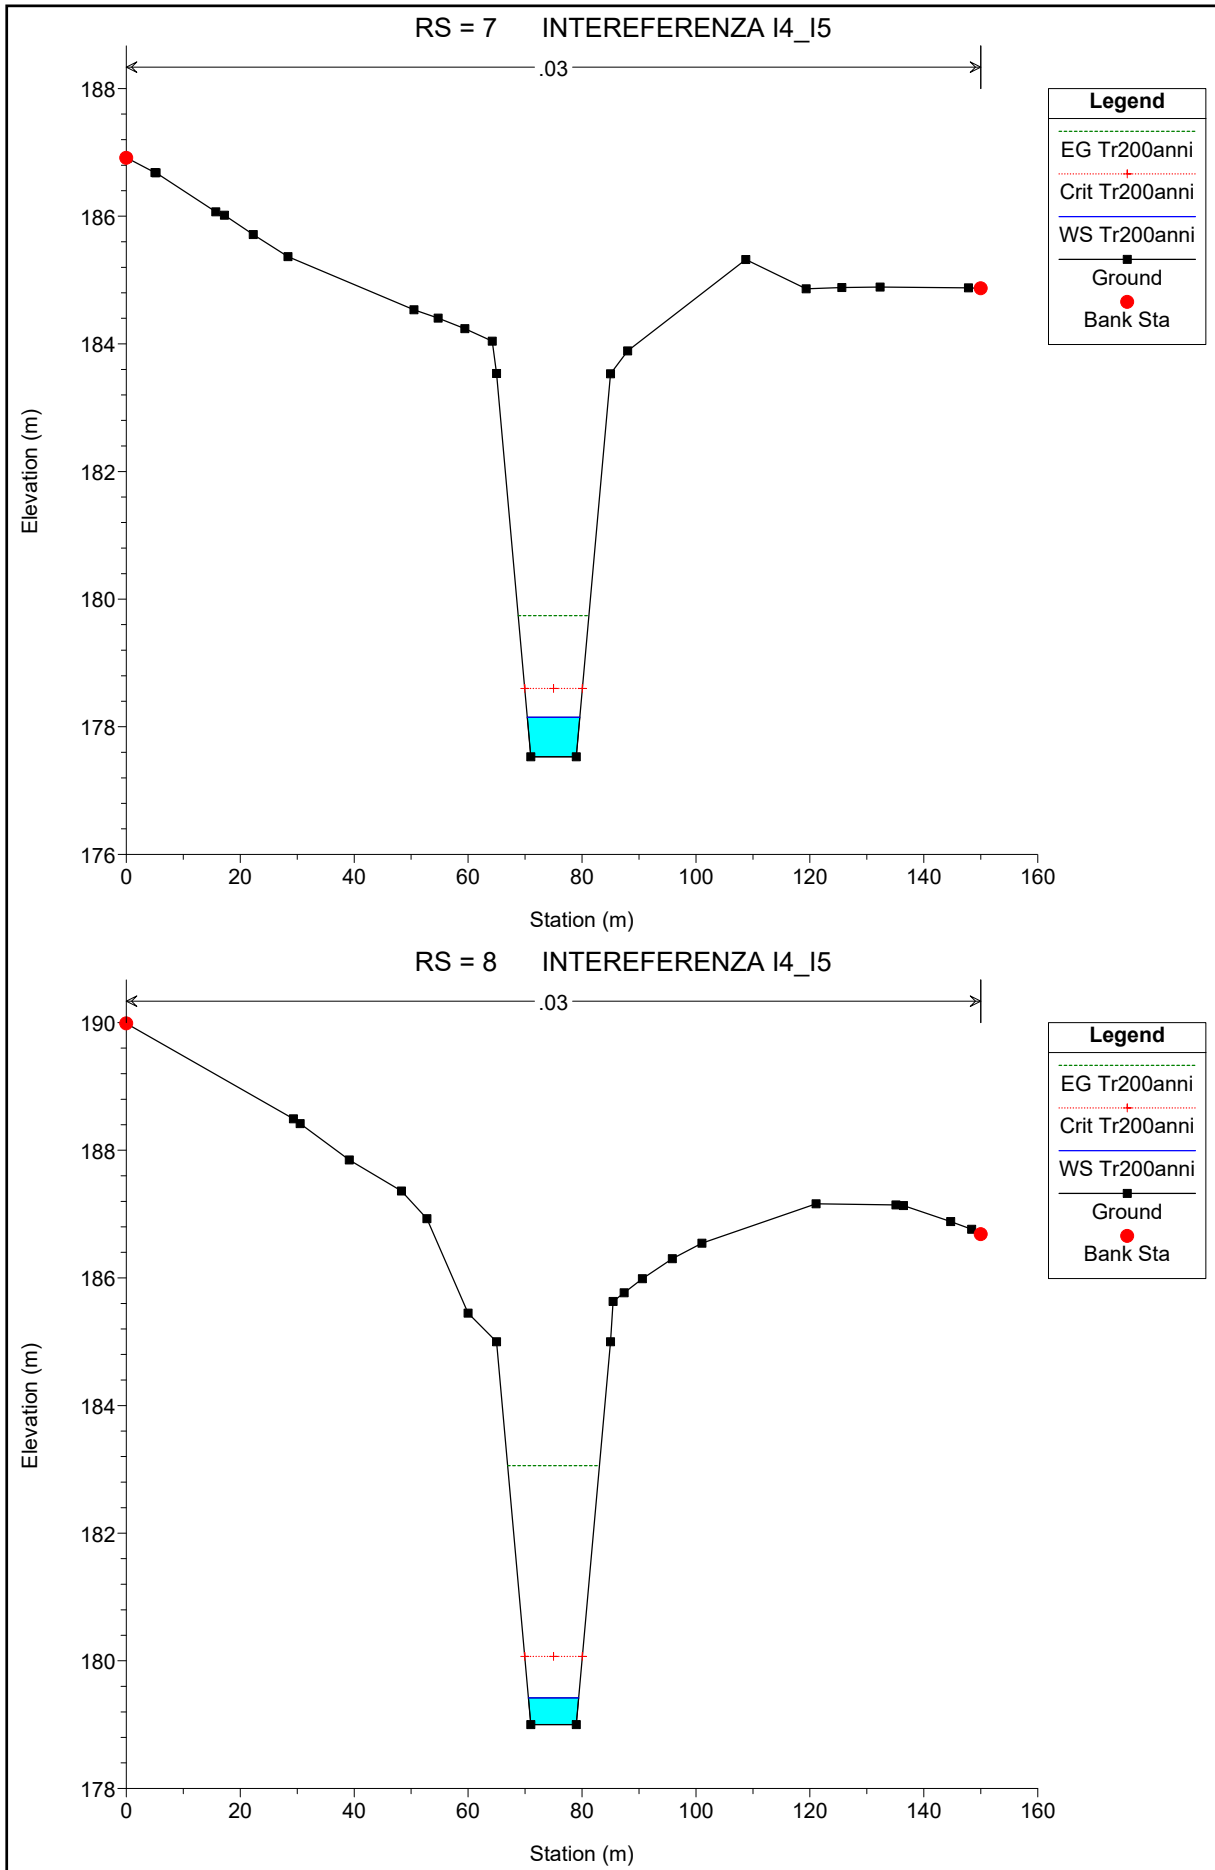 RS = 7 INTEREFERENZA I4_I5
.03
188
186
184
182
180
178
176
Elevation (m)
0 20 40 60 80 100 120 140 160
Station (m)
Legend
EG Tr200anni
Crit Tr200anni
WS Tr200anni
Ground
Bank Sta
RS = 8 INTEREFERENZA I4_I5
.03
190
188
186
184
182
180
178
Elevation (m)
0 20 40 60 80 100 120 140 160
Station (m)
Legend
EG Tr200anni
Crit Tr200anni
WS Tr200anni
Ground
Bank Sta